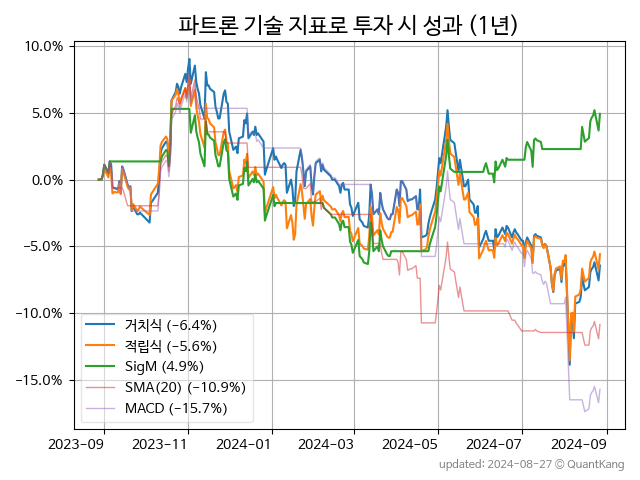 파트론 기술 지표로 투자 시 성과 (1년)
10.0%
5.0%
0.0%
−5.0%
−10.0%
−15.0%
거치식 (−6.4%)
적립식 (−5.6%)
SigM (4.9%)
SMA(20) (−10.9%)
MACD (−15.7%)
2023-09 2023-11 2024-01 2024-03 2024-05 2024-07 2024-09
updated: 2024-08-27 © QuantKang